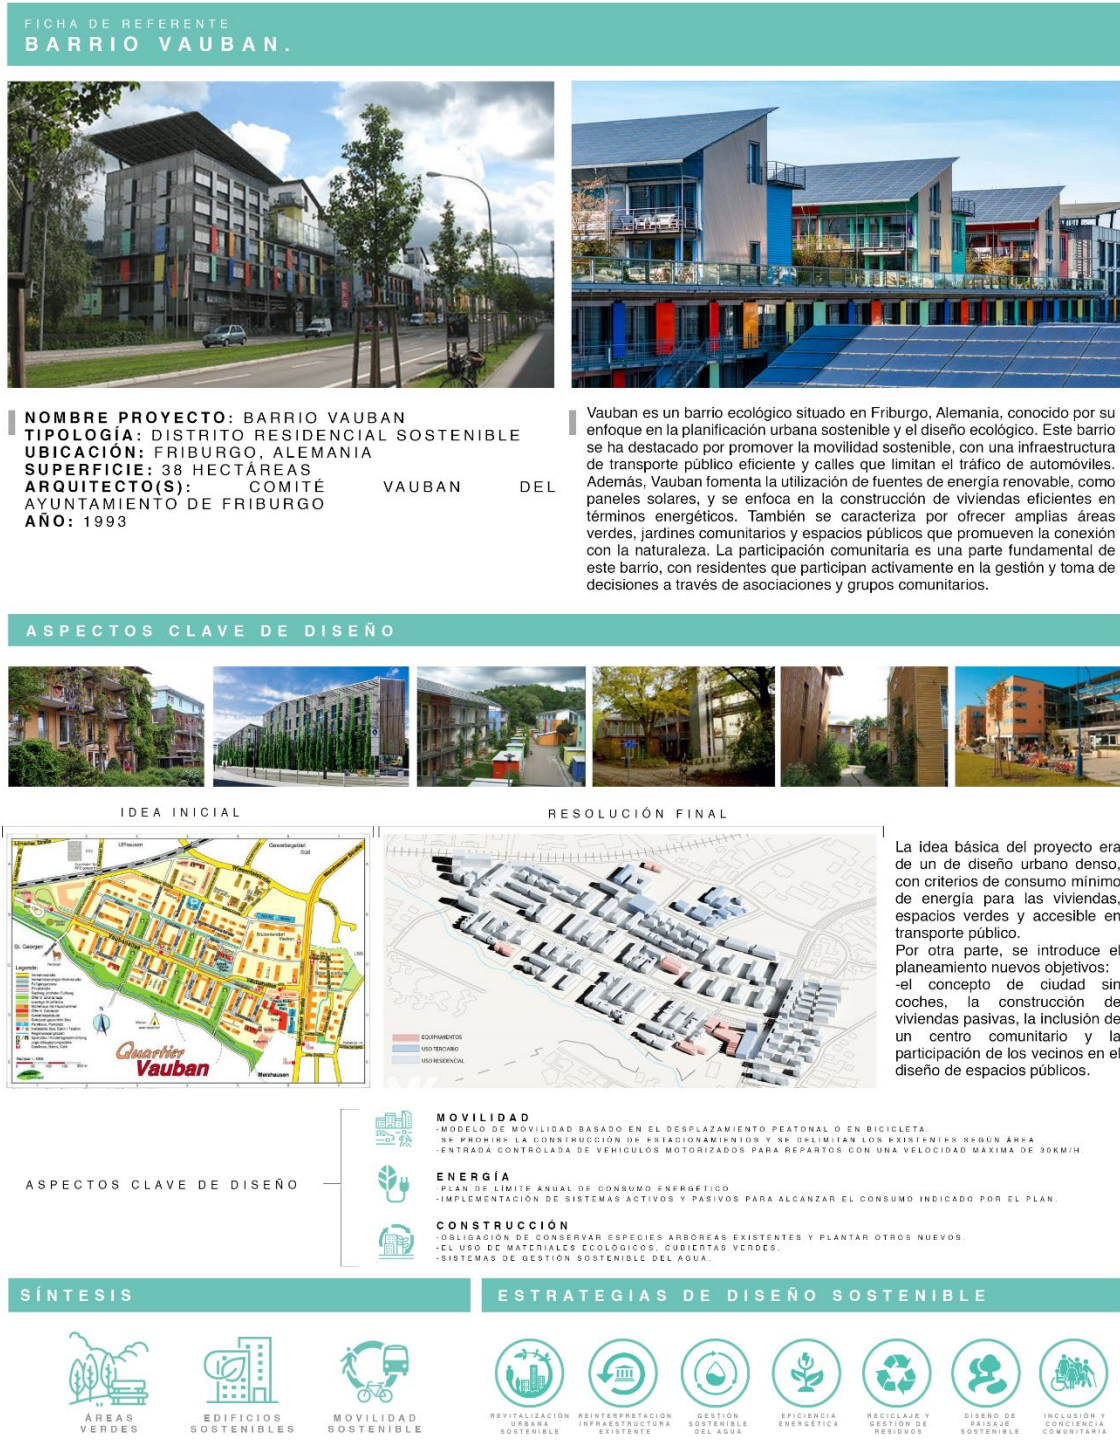 FICHA DE REFERENTE
BARRIO VAUBAN.
NOMBRE PROYECTO: BARRIO VAUBAN
TIPOLOGÍA: DISTRITO RESIDENCIAL SOSTENIBLE
UBICACIÓN: FRIBURGO, ALEMANIA
SUPERFICIE: 38 HECTÁREAS
ARQUITECTO(S): COMITÉ VAUBAN DEL
AYUNTAMIENTO DE FRIBURGO
AÑO: 1993
Vauban es un barrio ecológico situado en Friburgo, Alemania, conocido por su
enfoque en la planificación urbana sostenible y el diseño ecológico. Este barrio
se ha destacado por promover la movilidad sostenible, con una infraestructura
de transporte público eficiente y calles que limitan el tráfico de automóviles.
Además, Vauban fomenta la utilización de fuentes de energía renovable, como
paneles solares, y se enfoca en la construcción de viviendas eficientes en
términos energéticos. También se caracteriza por ofrecer amplias áreas
verdes, jardines comunitarios y espacios públicos que promueven la conexión
con la naturaleza. La participación comunitaria es una parte fundamental de
este barrio, con residentes que participan activamente en la gestión y toma de
decisiones a través de asociaciones y grupos comunitarios.
ASPECTOS CLAVE DE DISEÑO
IDEA INICIAL
RESOLUCIÓN FINAL
St. Georgen
Legende:
Quartier
Vauban
Merzhausen
EQUIPAMIENTOS
USO TERCIARIO
USO RESIDENCIAL
La idea básica del proyecto era
de un de diseño urbano denso,
con criterios de consumo mínimo
de energía para las viviendas,
espacios verdes y accesible en
transporte público.
Por otra parte, se introduce el
planeamiento nuevos objetivos:
-el concepto de ciudad sin
coches, la construcción de
viviendas pasivas, la inclusión de
un centro comunitario y la
participación de los vecinos en el
diseño de espacios públicos.
ASPECTOS CLAVE DE DISEÑO
MOVILIDAD
-MODELO DE MOVILIDAD BASADO EN EL DESPLAZAMIENTO PEATONAL O EN BICICLETA.
SE PROHIBE LA CONSTRUCCIÓN DE ESTACIONAMIENTOS Y SE DELIMITAN LOS EXISTENTES SEGÚN ÁREA
-ENTRADA CONTROLADA DE VEHICULOS MOTORIZADOS PARA REPARTOS CON UNA VELOCIDAD MÁXIMA DE 30KM/H.
ENERGÍA
-PLAN DE LÍMITE ANUAL DE CONSUMO ENERGÉTICO
-IMPLEMENTACIÓN DE SISTEMAS ACTIVOS Y PASIVOS PARA ALCANZAR EL CONSUMO INDICADO POR EL PLAN.
CONSTRUCCIÓN
-OBLIGACIÓN DE CONSERVAR ESPECIES ARBÓREAS EXISTENTES Y PLANTAR OTROS NUEVOS.
-EL USO DE MATERIALES ECOLÓGICOS, CUBIERTAS VERDES.
-SISTEMAS DE GESTIÓN SOSTENIBLE DEL AGUA.
SÍNTESIS
ÁREAS
VERDES
EDIFICIOS
SOSTENIBLES
MOVILIDAD
SOSTENIBLE
ESTRATEGIAS DE DISEÑO SOSTENIBLE
REVITALIZACIÓN
URBANA
SOSTENIBLE
REINTERPRETACIÓN
INFRAESTRUCTURA
EXISTENTE
GESTIÓN
SOSTENIBLE
DEL AGUA
EFICIENCIA
ENERGÉTICA
RECICLAJE Y
GESTIÓN DE
RESIDUOS
DISEÑO DE
PAISAJE
SOSTENIBLE
INCLUSIÓN Y
CONCIENCIA
COMUNITARIA